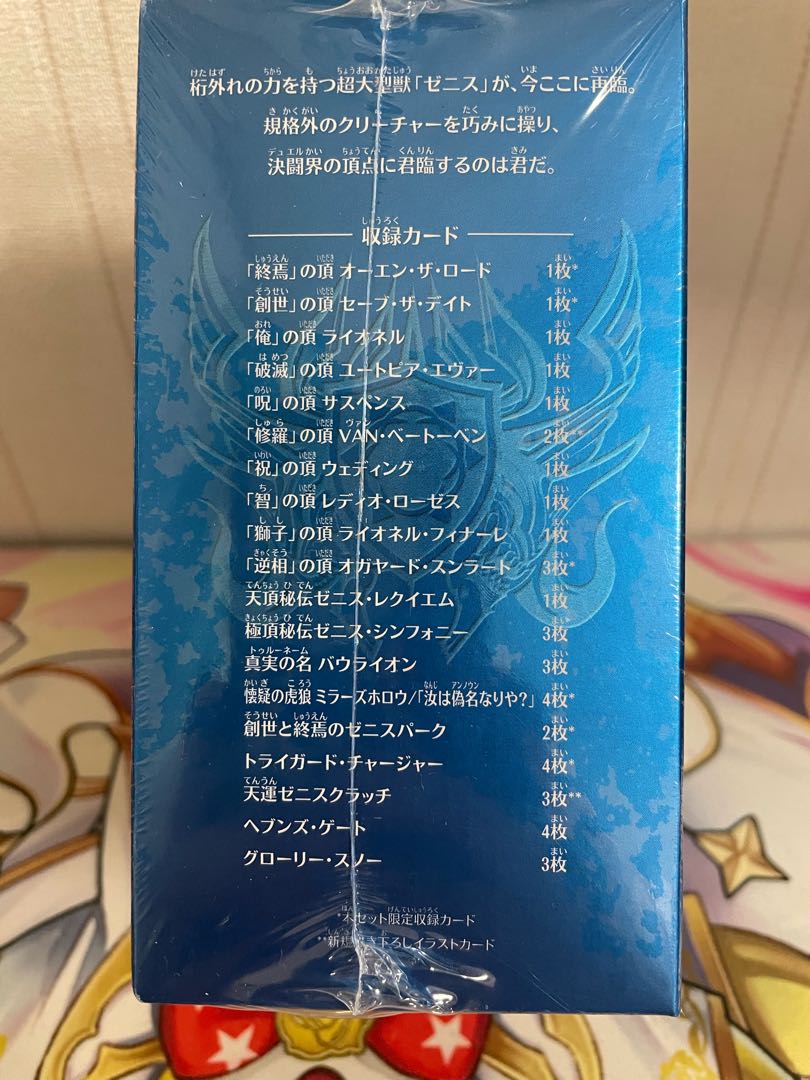 桁外れの力を持つ超大型獣「ゼニス」が、今ここに再臨。
規格外のクリーチャーを巧みに操り、
決闘界の頂点に君臨するのは君だ。
収録カード
「終焉」の頂 オーエン・ザ・ロード 1枚*
「創世」の頂 セーブ・ザ・デイト 1枚*
「俺」の頂 ライオネル 1枚
「破滅」の頂 ユートピア・エヴァー 1枚
「呪」の頂 サスペンス 1枚
「修羅」の頂 VAN・ベートーベン 2枚**
「祝」の頂 ウェディング 1枚
「智」の頂 レディオ・ローゼス 1枚
「獅子」の頂 ライオネル・フィナーレ 1枚
「逆相」の頂 オガヤード・スンラート 3枚*
天頂秘伝ゼニス・レクイエム 1枚
極頂秘伝ゼニス・シンフォニー 3枚
真実の名 バウライオン 3枚
懐疑の虎狼 ミラーズホロウ/「汝は偽名なりや?」 4枚*
創世と終焉のゼニスパーク 2枚*
トライガード・チャージャー 4枚*
天運ゼニスクラッチ 3枚**
ヘブンズ・ゲート 4枚
グローリー・スノー 3枚
*本セット限定収録カード
**新規 下ろしイラストカード